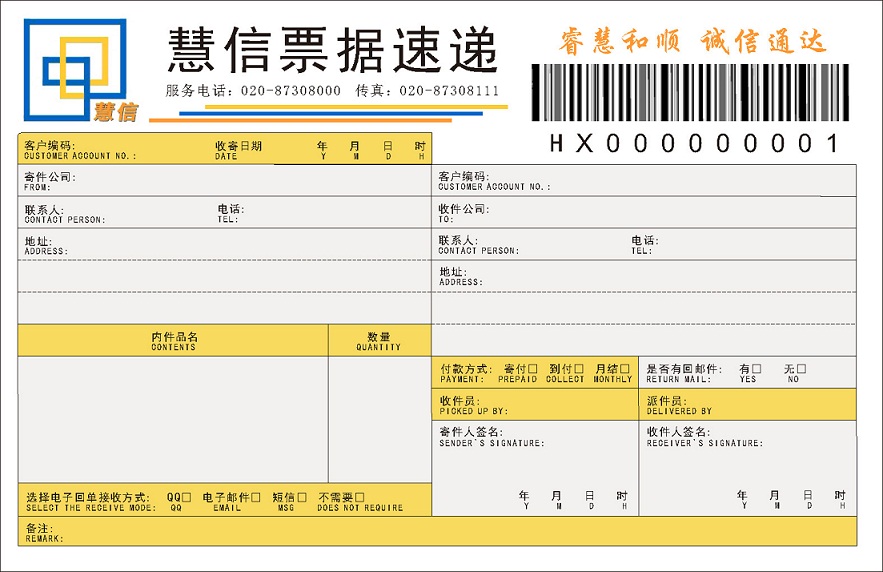 慧信票据速递
睿慧和顺 诚信通达
慧信
服务电话：020-87308000 传真：020-87308111
HX000000001
客户编码： 收寄日期 年 月 日 时
CUSTOMER ACCOUNT NO.: DATE Y M D H
寄件公司：
FROM:
客户编码：
CUSTOMER ACCOUNT NO.:
联系人： 电话：
CONTACT PERSON: TEL:
收件公司：
TO:
地址：
ADDRESS:
联系人： 电话：
CONTACT PERSON: TEL:
地址：
ADDRESS:
内件品名 数量
CONTENTS QUANTITY
付款方式： 寄付□ 到付□ 月结□
PAYMENT: PREPAID COLLECT MONTHLY
是否有回邮件： 有□ 无□
RETURN MAIL: YES NO
收件员：
PICKED UP BY:
派件员：
DELIVERED BY
寄件人签名：
SENDER'S SIGNATURE:
年 月 日 时
Y M D H
收件人签名：
RECEIVER'S SIGNATURE:
年 月 日 时
Y M D H
选择电子回单接收方式： QQ□ 电子邮件□ 短信□ 不需要□
SELECT THE RECEIVE MODE: QQ EMAIL MSG DOES NOT REQUIRE
备注：
REMARK: